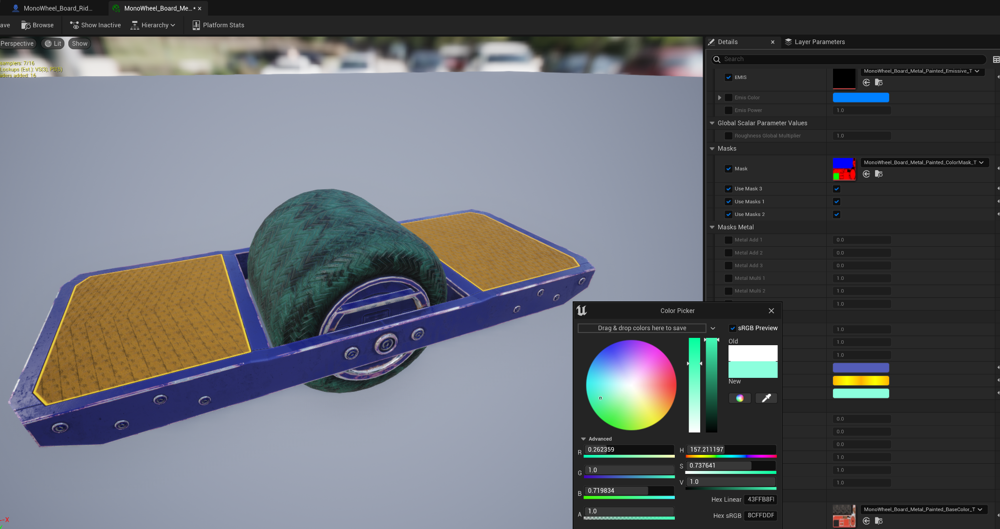 MonoWheel_Board_Rid...
MonoWheel_Board_Me...*
ave
Browse
Show Inactive
Hierarchy
Platform Stats
Perspective
Lit
Show
samplers: 7/16
Lookups (Est.): VS(3), PS(6)
aders added: 16
Details
Layer Parameters
Search
EMIS
MonoWheel_Board_Metal_Painted_Emissive_T
Emis Color
Emis Power
1.0
Global Scalar Parameter Values
Roughness Global Multiplier
1.0
Masks
Mask
MonoWheel_Board_Metal_Painted_ColorMask_T
Use Mask 3
Use Masks 1
Use Masks 2
Masks Metal
Metal Add 1
0.0
Metal Add 2
0.0
Metal Add 3
0.0
Metal Multi 1
1.0
Metal Multi 2
1.0
1.0
1.0
1.0
1.0
0.0
0.0
0.0
1.0
1.0
1.0
MonoWheel_Board_Metal_Painted_BaseColor_T
Color Picker
Drag & drop colors here to save
sRGB Preview
Old
New
Advanced
R
0.262359
G
1.0
B
0.719834
A
1.0
H
157.211197
S
0.737641
V
1.0
Hex Linear
43FFB8FI
Hex sRGB
8CFFDDF
-X